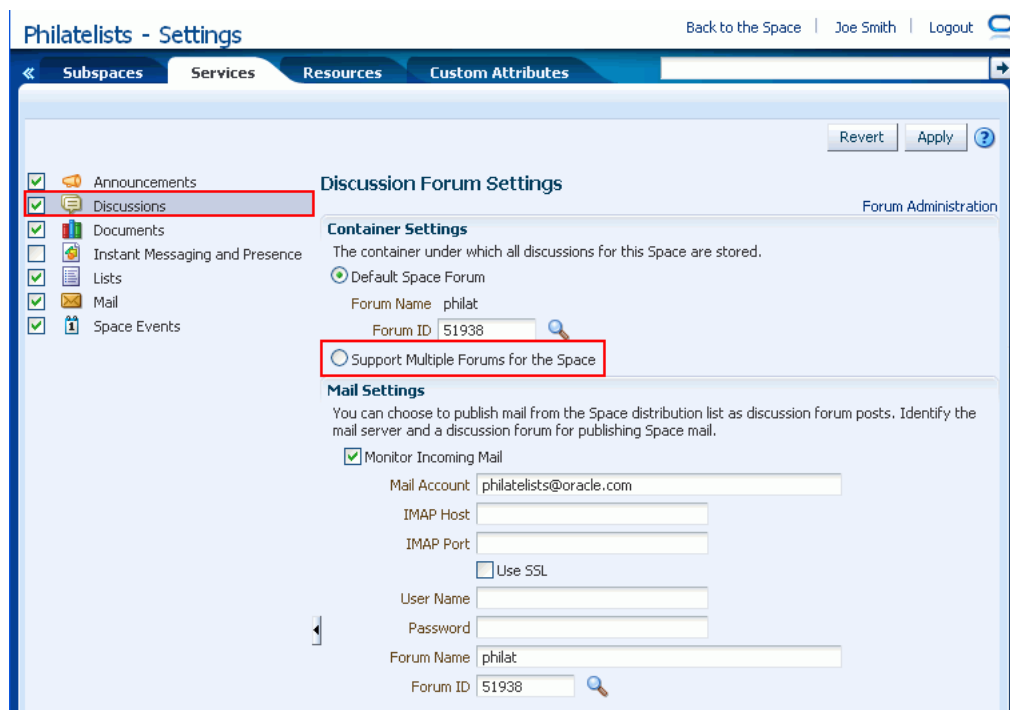 Philatelists - Settings
Back to the Space | Joe Smith | Logout
« Subspaces Services Resources Custom Attributes
Revert Apply ?
Announcements
Discussions
Documents
Instant Messaging and Presence
Lists
Mail
Space Events
Discussion Forum Settings
Forum Administration
Container Settings
The container under which all discussions for this Space are stored.
Default Space Forum
Forum Name philat
Forum ID 51938
Support Multiple Forums for the Space
Mail Settings
You can choose to publish mail from the Space distribution list as discussion forum posts. Identify the
mail server and a discussion forum for publishing Space mail.
Monitor Incoming Mail
Mail Account philatelists@oracle.com
IMAP Host
IMAP Port
Use SSL
User Name
Password
Forum Name philat
Forum ID 51938